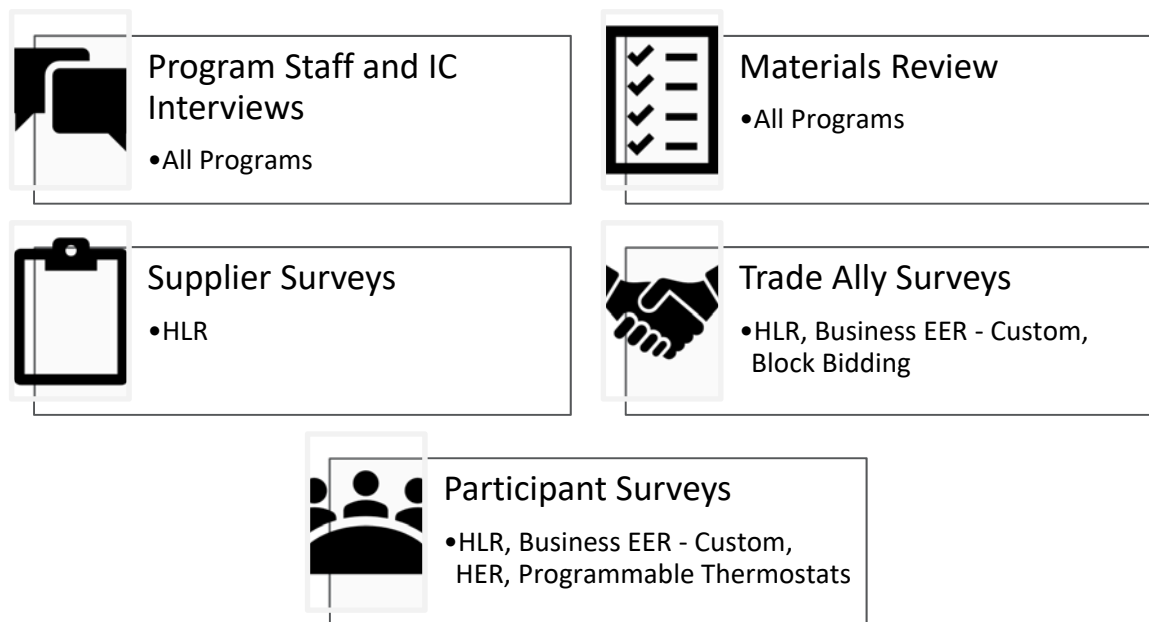 Program Staff and IC
Interviews
•All Programs
Materials Review
•All Programs
Supplier Surveys
•HLR
Trade Ally Surveys
•HLR, Business EER - Custom,
Block Bidding
Participant Surveys
•HLR, Business EER - Custom,
HER, Programmable Thermostats